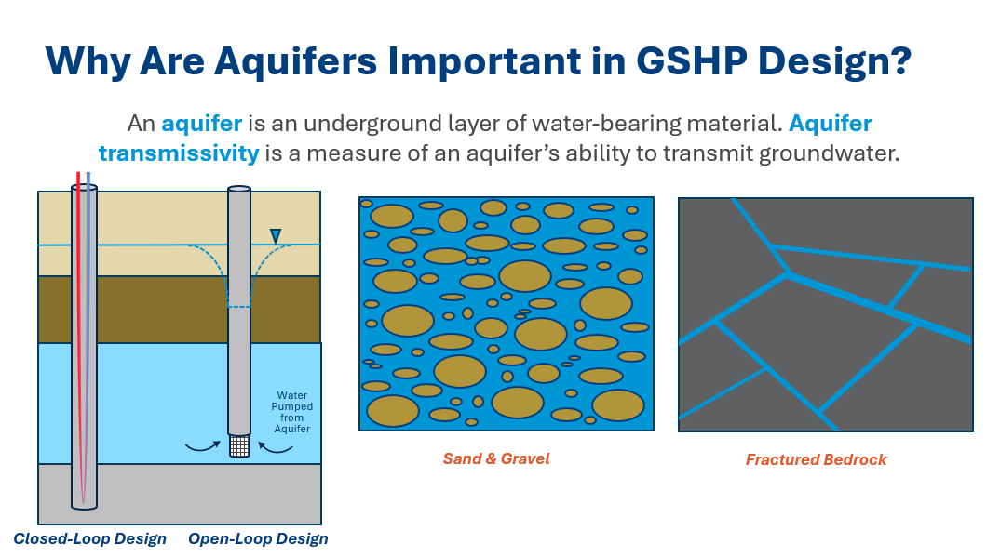 Why Are Aquifers Important in GSHP Design?
An aquifer is an underground layer of water-bearing material. Aquifer
transmissivity is a measure of an aquifer’s ability to transmit groundwater.
Water
Pumped
from
Aquifer
Closed-Loop Design
Open-Loop Design
Sand & Gravel
Fractured Bedrock